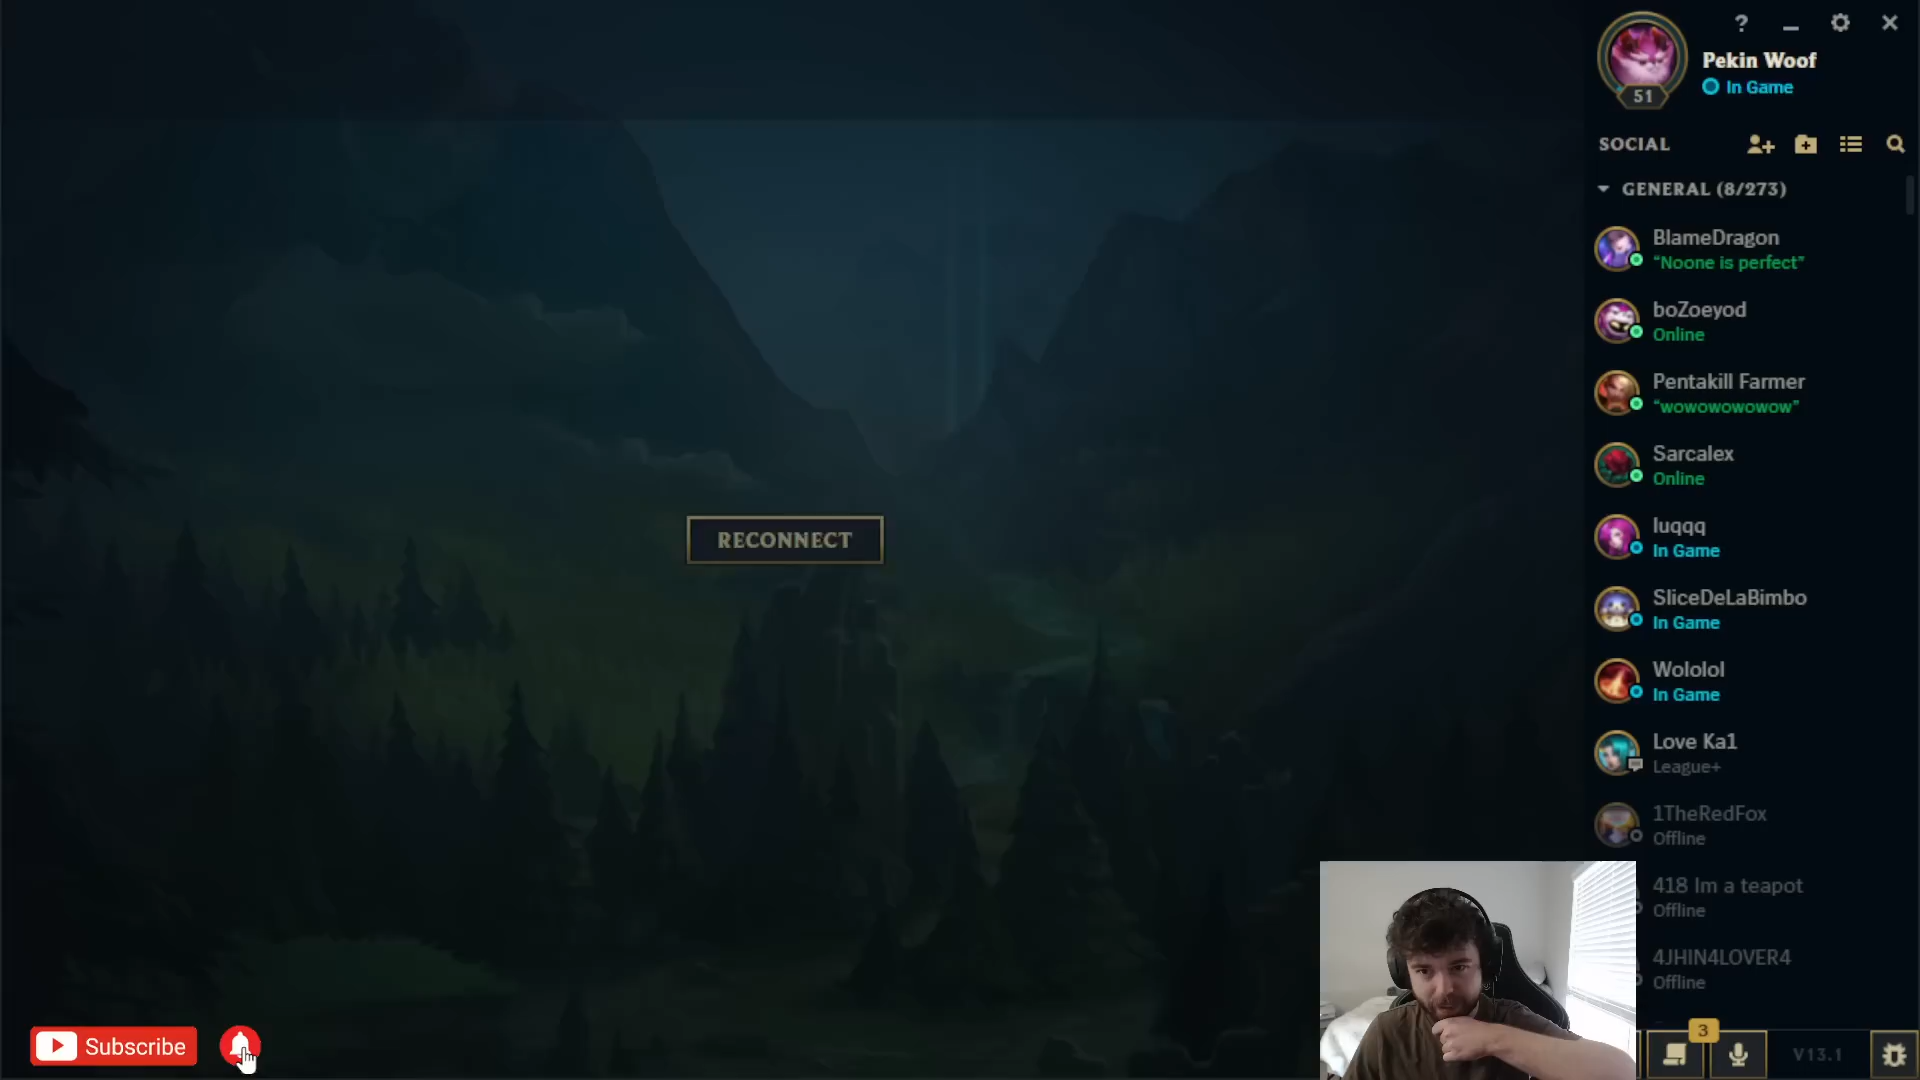 ?
Pekin Woof
51
In Game
SOCIAL
GENERAL (8/273)
BlameDragon
“Noone is perfect”
boZoeyod
Online
Pentakill Farmer
“wowowowowow”
Sarcalex
Online
RECONNECT
luqqq
In Game
SliceDeLaBimbo
In Game
Wololol
In Game
Love Ka1
League+
1TheRedFox
Offline
418 Im a teapot
Offline
4JHIN4LOVER4
Offline
Subscribe
3
V13.1